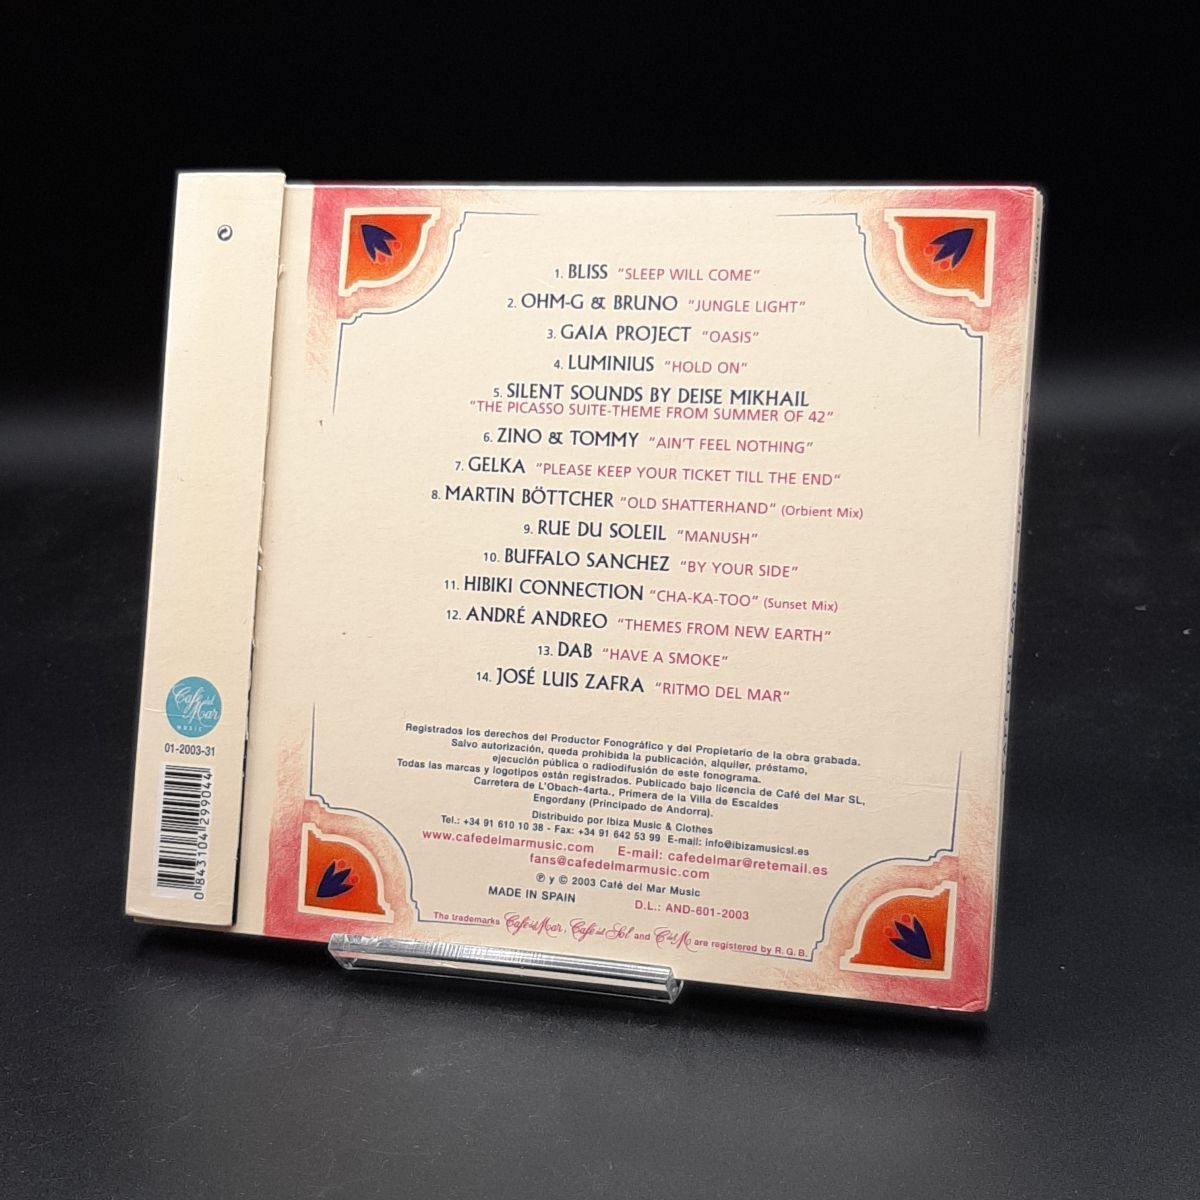 1. BLISS "SLEEP WILL COME"
2. OHM-G & BRUNO "JUNGLE LIGHT"
3. GAIA PROJECT "OASIS"
4. LUMINIUS "HOLD ON"
5. SILENT SOUNDS BY DEISE MIKHAIL
"THE PICASSO SUITE-THEME FROM SUMMER OF 42"
6. ZINO & TOMMY "AIN'T FEEL NOTHING"
7. GELKA "PLEASE KEEP YOUR TICKET TILL THE END"
8. MARTIN BÖTTCHER "OLD SHATTERHAND" (Orbient Mix)
9. RUE DU SOLEIL "MANUSH"
10. BUFFALO SANCHEZ "BY YOUR SIDE"
11. HIBIKI CONNECTION "CHA-KA-TOO" (Sunset Mix)
12. ANDRÉ ANDREO "THEMES FROM NEW EARTH"
13. DAB "HAVE A SMOKE"
14. JOSÉ LUIS ZAFRA "RITMO DEL MAR"
Registrados los derechos del Productor Fonográfico y del Propietario de la obra grabada.
Salvo autorización, queda prohibida la publicación, alquiler, préstamo,
ejecución pública o radiodifusión de este fonograma.
Todas las marcas y logotipos están registrados. Publicado bajo licencia de Café del Mar SL,
Carretera de L'Obach-4arta., Primera de la Villa de Escaldes
Engordany (Principado de Andorra).
Distribuido por Ibiza Music & Clothes
Tel.: +34 91 610 10 38 - Fax: +34 91 642 53 99 E-mail: info@ibizamusicsl.es
www.cafedelmarmusic.com E-mail: cafedelmar@retemail.es
fans@cafedelmarmusic.com
℗ y © 2003 Café del Mar Music
MADE IN SPAIN D.L.: AND-601-2003
The trademarks Café del Mar, Café del Sol and C del M are registered by R.G.B.
Café del Mar
MUSIC
01-2003-31
0 843104 299044
CAFÉ DEL MAR